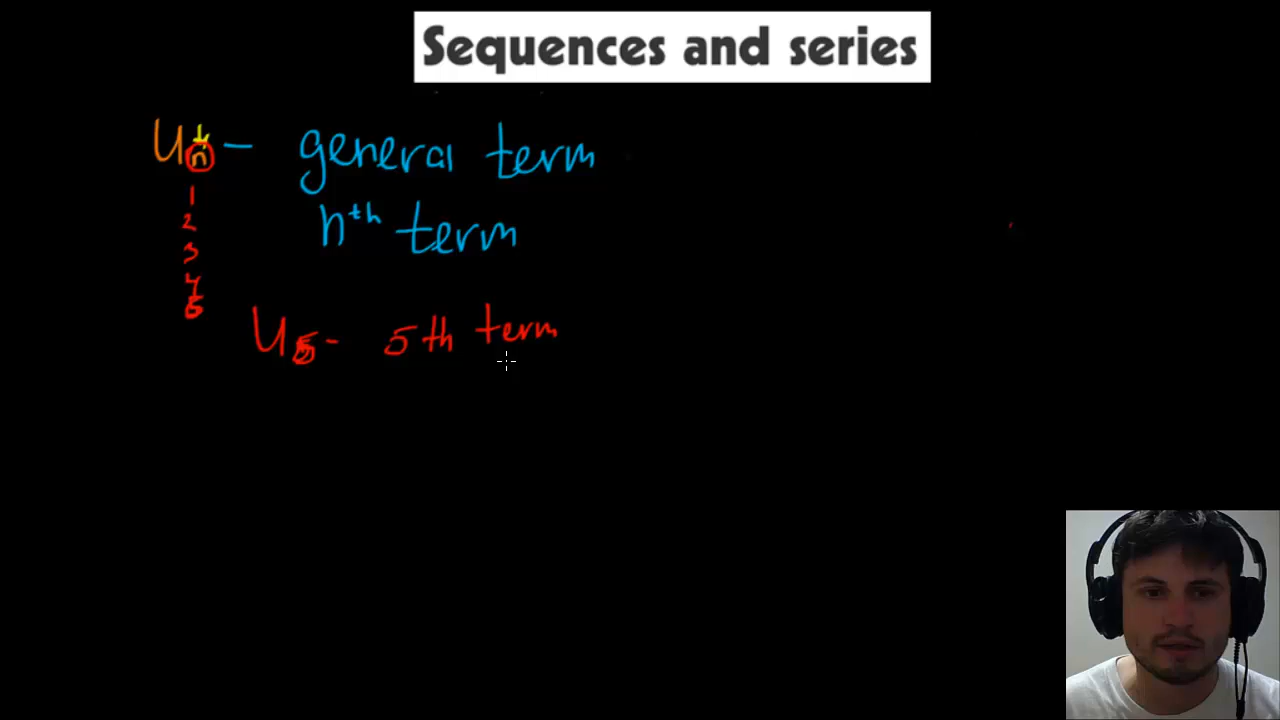 Sequences and series
Un - general term
1
2
3
4
5
nth term
U5 - 5th term